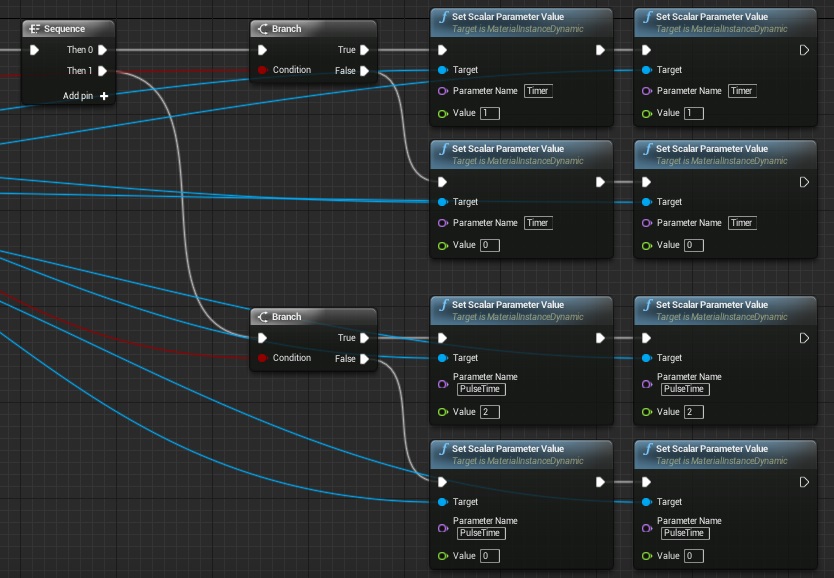 Sequence
Then 0
Then 1
Add pin
Branch
True
Condition
False
Set Scalar Parameter Value
Target is MaterialInstanceDynamic
Target
Parameter Name Timer
Value 1
Set Scalar Parameter Value
Target is MaterialInstanceDynamic
Target
Parameter Name Timer
Value 1
Set Scalar Parameter Value
Target is MaterialInstanceDynamic
Target
Parameter Name Timer
Value 0
Set Scalar Parameter Value
Target is MaterialInstanceDynamic
Target
Parameter Name Timer
Value 0
Branch
True
Condition
False
Set Scalar Parameter Value
Target is MaterialInstanceDynamic
Target
Parameter Name
PulseTime
Value 2
Set Scalar Parameter Value
Target is MaterialInstanceDynamic
Target
Parameter Name
PulseTime
Value 2
Set Scalar Parameter Value
Target is MaterialInstanceDynamic
Target
Parameter Name
PulseTime
Value 0
Set Scalar Parameter Value
Target is MaterialInstanceDynamic
Target
Parameter Name
PulseTime
Value 0